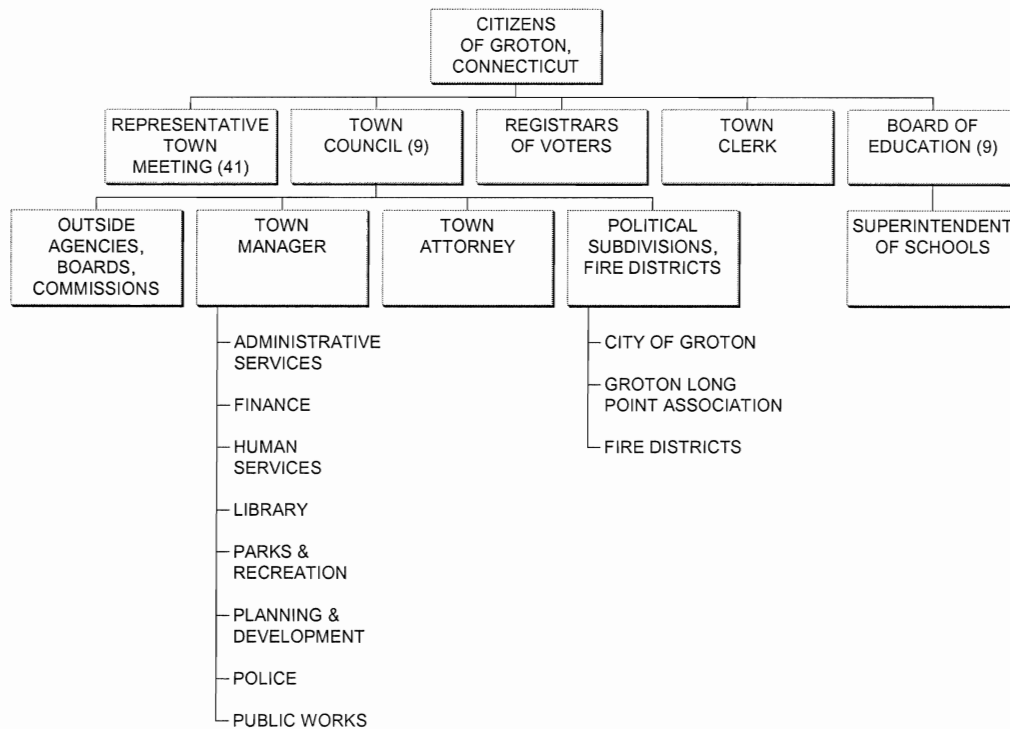 CITIZENS
OF GROTON,
CONNECTICUT
REPRESENTATIVE
TOWN
MEETING (41)
TOWN
COUNCIL (9)
REGISTRARS
OF VOTERS
TOWN
CLERK
BOARD OF
EDUCATION (9)
OUTSIDE
AGENCIES,
BOARDS,
COMMISSIONS
TOWN
MANAGER
TOWN
ATTORNEY
POLITICAL
SUBDIVISIONS,
FIRE DISTRICTS
SUPERINTENDENT
OF SCHOOLS
ADMINISTRATIVE
SERVICES
FINANCE
HUMAN
SERVICES
LIBRARY
PARKS &
RECREATION
PLANNING &
DEVELOPMENT
POLICE
PUBLIC WORKS
CITY OF GROTON
GROTON LONG
POINT ASSOCIATION
FIRE DISTRICTS